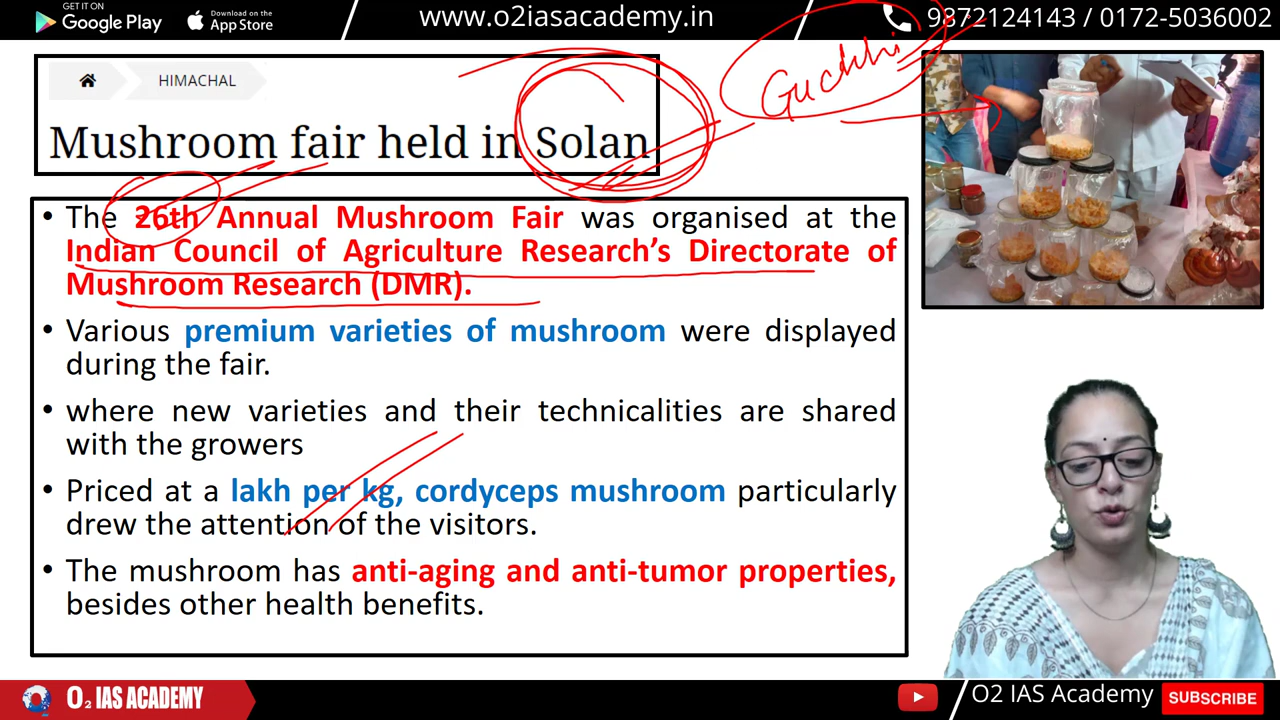 GET IT ON
Google Play
Download on the
App Store
www.o2iasacademy.in
9872124143 / 0172-5036002
HIMACHAL
Mushroom fair held in Solan
Guchhi
• The 26th Annual Mushroom Fair was organised at the
Indian Council of Agriculture Research’s Directorate of
Mushroom Research (DMR).
• Various premium varieties of mushroom were displayed
during the fair.
• where new varieties and their technicalities are shared
with the growers
• Priced at a lakh per kg, cordyceps mushroom particularly
drew the attention of the visitors.
• The mushroom has anti-aging and anti-tumor properties,
besides other health benefits.
O2 IAS ACADEMY
O2 IAS Academy
SUBSCRIBE